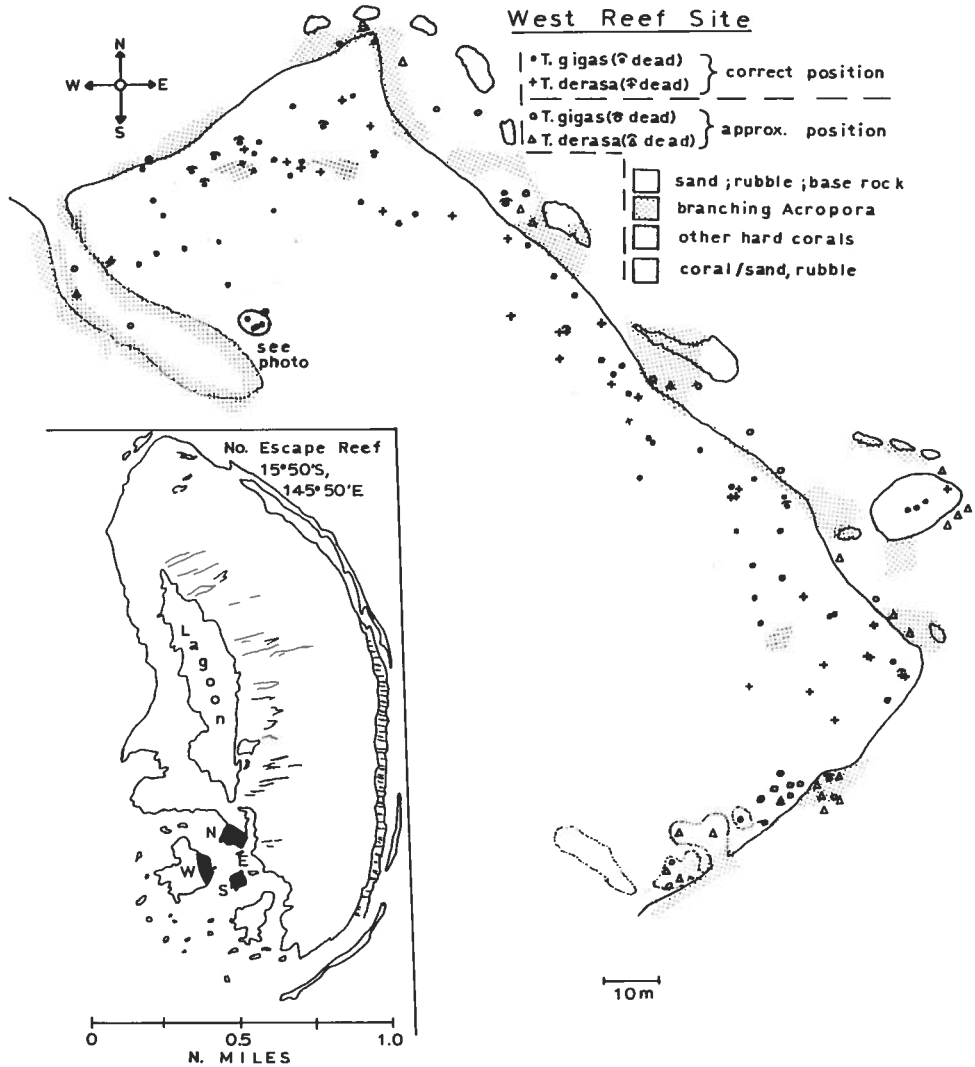 West Reef Site
N
W E
S
• T. gigas (• dead)
+ T. derasa (+ dead)
correct position
o T. gigas (o dead)
△ T. derasa (△ dead)
approx. position
sand ; rubble ; base rock
branching Acropora
other hard corals
coral/sand, rubble
see
photo
No. Escape Reef
15°50'S,
145°50'E
Lagoon
N
E
W
S
10m
0 0.5 1.0
N. MILES